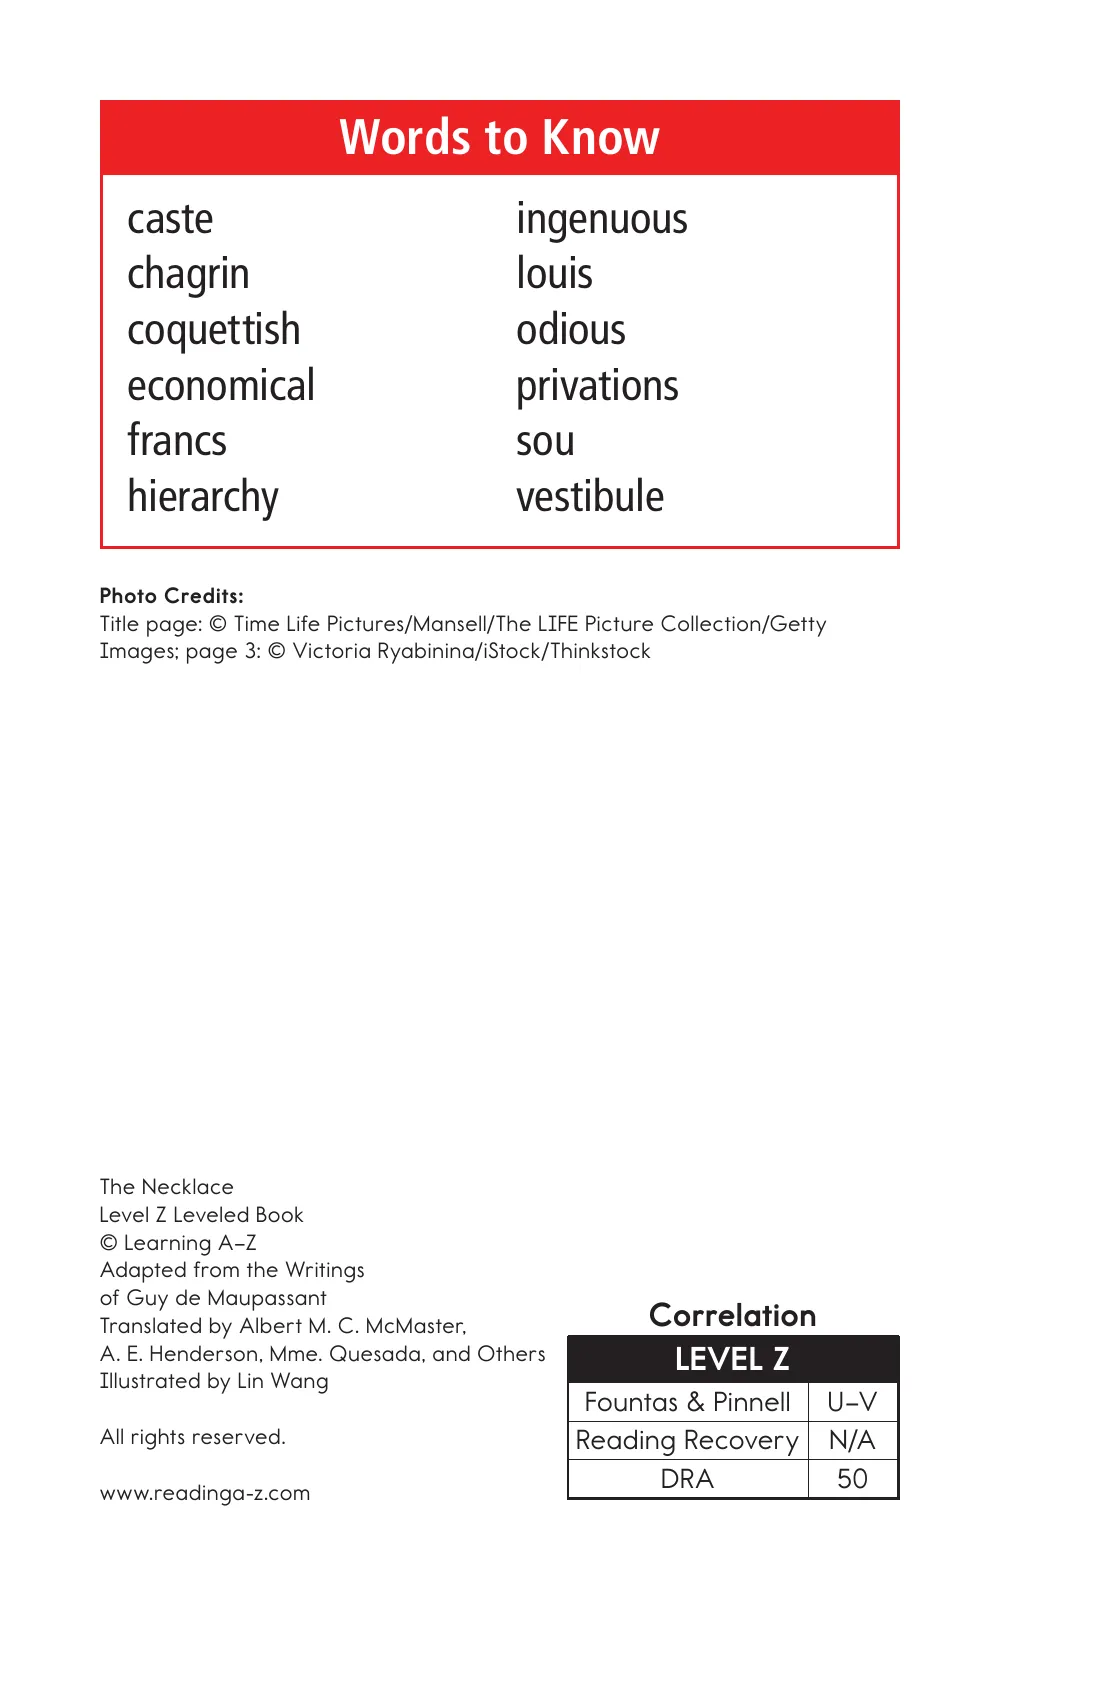 Words to Know
caste
chagrin
coquettish
economical
francs
hierarchy
ingenuous
louis
odious
privations
sou
vestibule
Photo Credits:
Title page: © Time Life Pictures/Mansell/The LIFE Picture Collection/Getty
Images; page 3: © Victoria Ryabinina/iStock/Thinkstock
The Necklace
Level Z Leveled Book
© Learning A–Z
Adapted from the Writings
of Guy de Maupassant
Translated by Albert M. C. McMaster,
A. E. Henderson, Mme. Quesada, and Others
Illustrated by Lin Wang
All rights reserved.
www.readinga-z.com
Correlation
LEVEL Z
Fountas & Pinnell U–V
Reading Recovery N/A
DRA 50